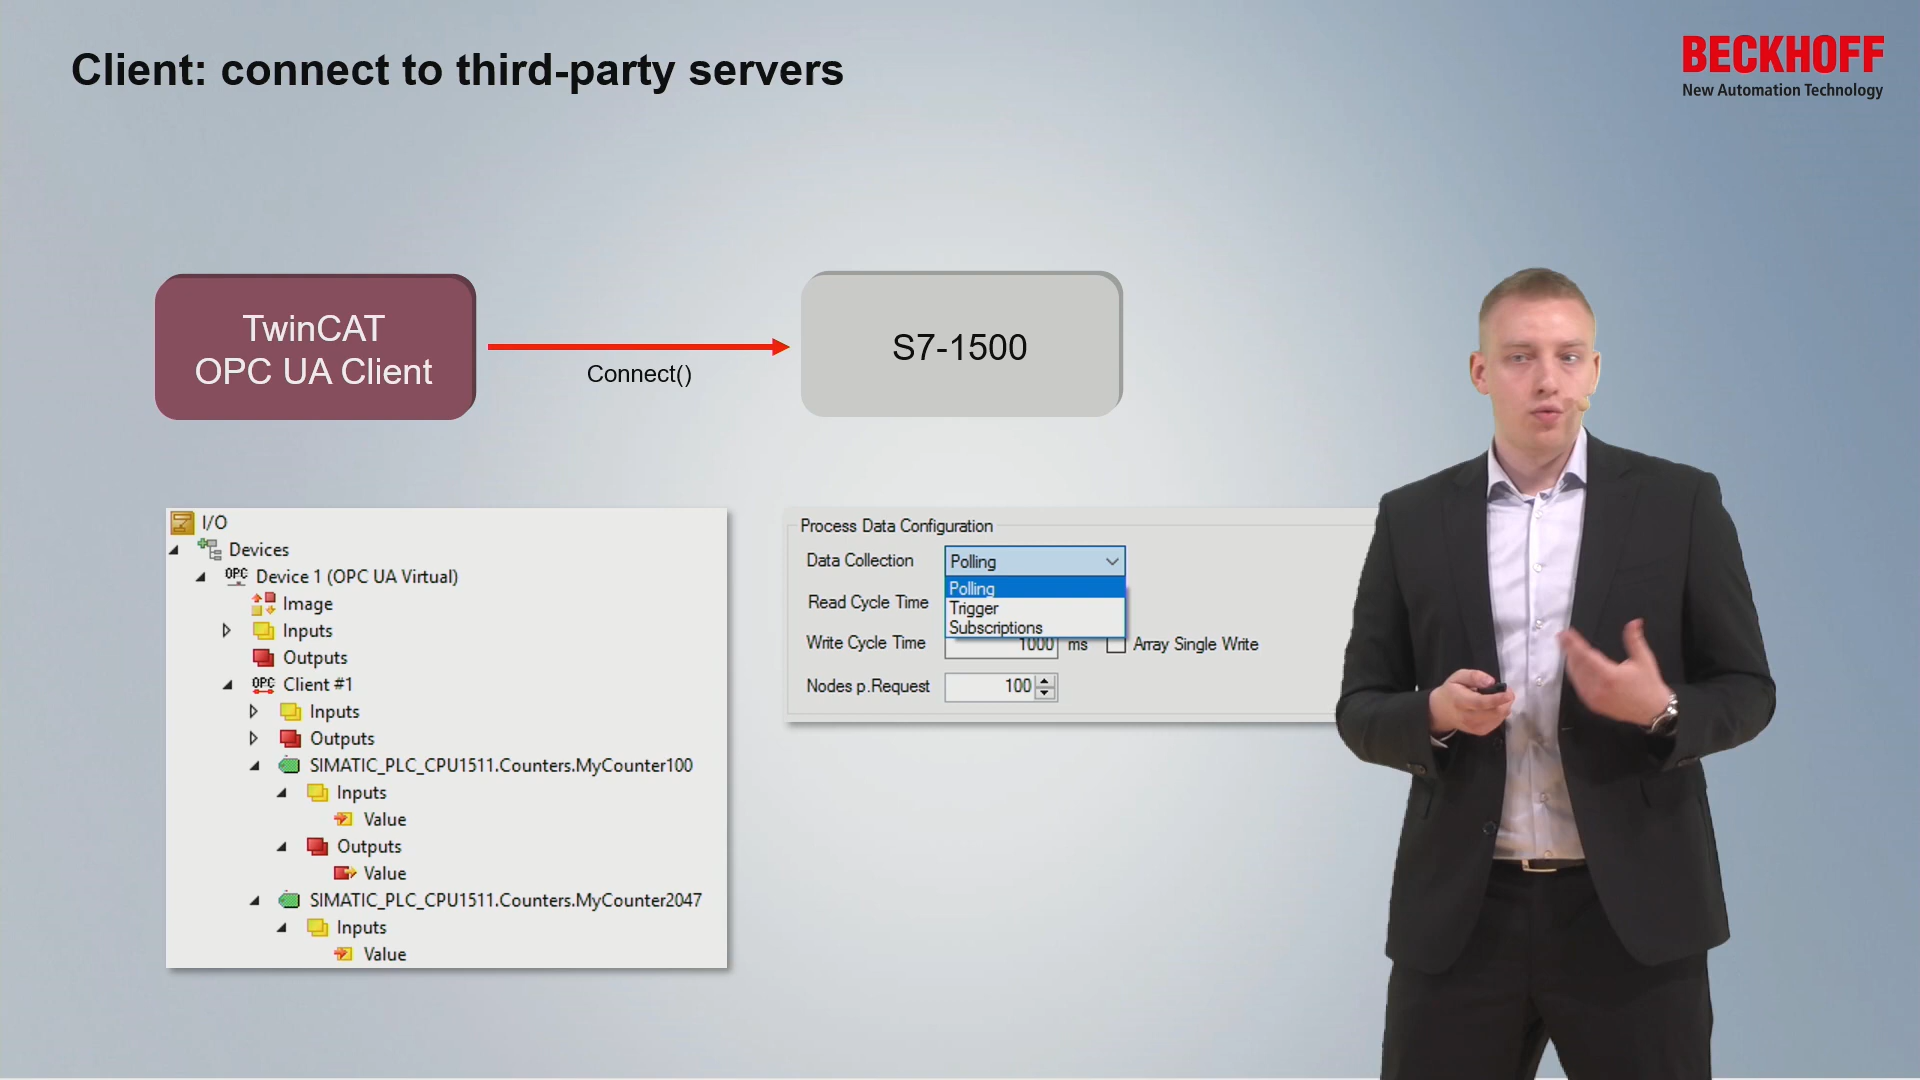 Client: connect to third-party servers
BECKHOFF
New Automation Technology
TwinCAT
OPC UA Client
Connect()
S7-1500
I/O
Devices
OPC Device 1 (OPC UA Virtual)
Image
Inputs
Outputs
OPC Client #1
Inputs
Outputs
SIMATIC_PLC_CPU1511.Counters.MyCounter100
Inputs
Value
Outputs
Value
SIMATIC_PLC_CPU1511.Counters.MyCounter2047
Inputs
Value
Process Data Configuration
Data Collection Polling
Polling
Read Cycle Time
Trigger
Subscriptions
Write Cycle Time 1000 ms Array Single Write
Nodes p.Request 100